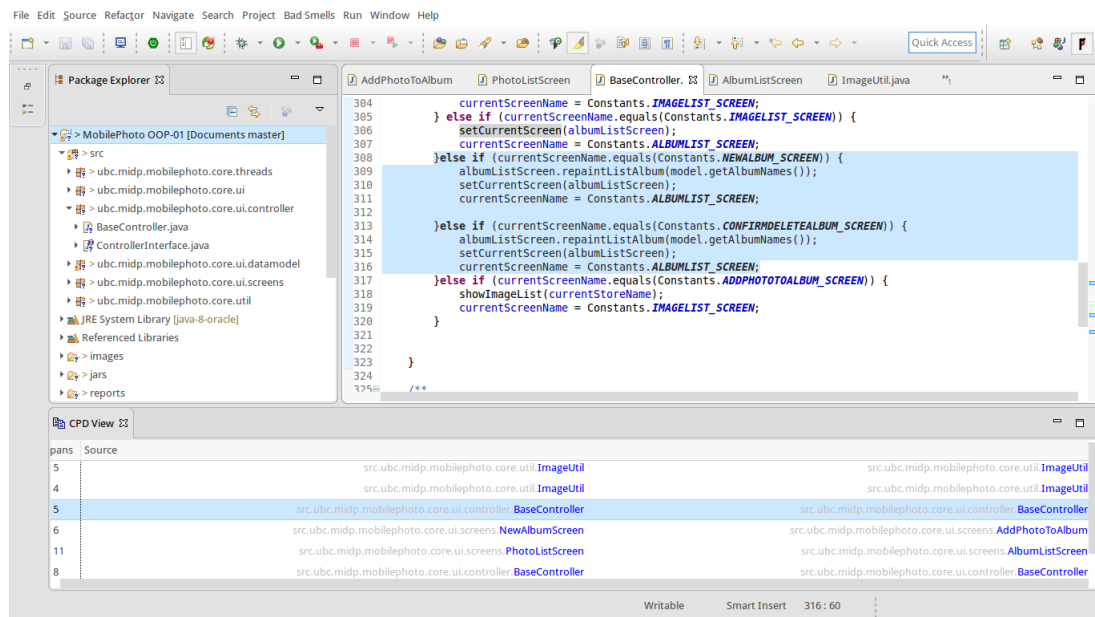 File Edit Source Refactor Navigate Search Project Bad Smells Run Window Help
Quick Access
Package Explorer
AddPhotoToAlbum
PhotoListScreen
BaseController.
AlbumListScreen
ImageUtil.java
»1
> MobilePhoto OOP-01 [Documents master]
> src
> ubc.midp.mobilephoto.core.threads
> ubc.midp.mobilephoto.core.ui
> ubc.midp.mobilephoto.core.ui.controller
BaseController.java
ControllerInterface.java
> ubc.midp.mobilephoto.core.ui.datamodel
> ubc.midp.mobilephoto.core.ui.screens
> ubc.midp.mobilephoto.core.util
JRE System Library [java-8-oracle]
Referenced Libraries
> images
> jars
> reports
304 currentScreenName = Constants.IMAGELIST_SCREEN;
305 } else if (currentScreenName.equals(Constants.IMAGELIST_SCREEN)) {
306 setCurrentScreen(albumListScreen);
307 currentScreenName = Constants.ALBUMLIST_SCREEN;
308 }else if (currentScreenName.equals(Constants.NEWALBUM_SCREEN)) {
309 albumListScreen.repaintListAlbum(model.getAlbumNames());
310 setCurrentScreen(albumListScreen);
311 currentScreenName = Constants.ALBUMLIST_SCREEN;
312
313 }else if (currentScreenName.equals(Constants.CONFIRMDELETEALBUM_SCREEN)) {
314 albumListScreen.repaintListAlbum(model.getAlbumNames());
315 setCurrentScreen(albumListScreen);
316 currentScreenName = Constants.ALBUMLIST_SCREEN;
317 }else if (currentScreenName.equals(Constants.ADDPHOTOTOALBUM_SCREEN)) {
318 showImageList(currentStoreName);
319 currentScreenName = Constants.IMAGELIST_SCREEN;
320 }
321
322
323 }
324
325 /**
CPD View
pans Source
5 src.ubc.midp.mobilephoto.core.util.ImageUtil src.ubc.midp.mobilephoto.core.util.ImageUtil
4 src.ubc.midp.mobilephoto.core.util.ImageUtil src.ubc.midp.mobilephoto.core.util.ImageUtil
5 src.ubc.midp.mobilephoto.core.ui.controller.BaseController src.ubc.midp.mobilephoto.core.ui.controller.BaseController
6 src.ubc.midp.mobilephoto.core.ui.screens.NewAlbumScreen src.ubc.midp.mobilephoto.core.ui.screens.AddPhotoToAlbum
11 src.ubc.midp.mobilephoto.core.ui.screens.PhotoListScreen src.ubc.midp.mobilephoto.core.ui.screens.AlbumListScreen
8 src.ubc.midp.mobilephoto.core.ui.controller.BaseController src.ubc.midp.mobilephoto.core.ui.controller.BaseController
Writable Smart Insert 316 : 60